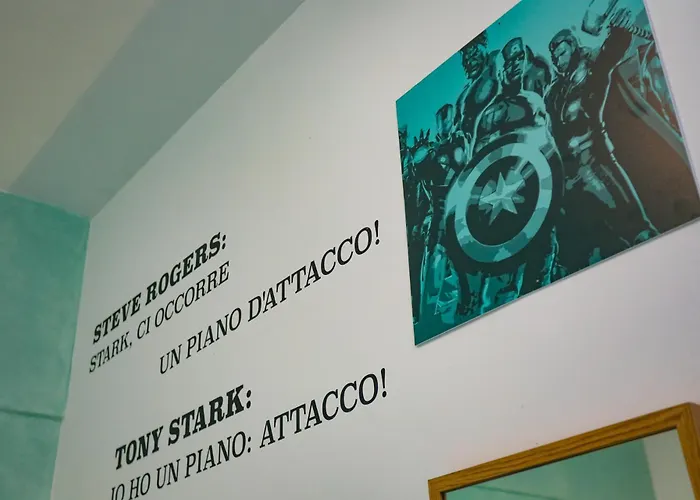 STEVE ROGERS:
STARK, CI OCCORRE
UN PIANO D'ATTACCO!
TONY STARK:
IO HO UN PIANO: ATTACCO!